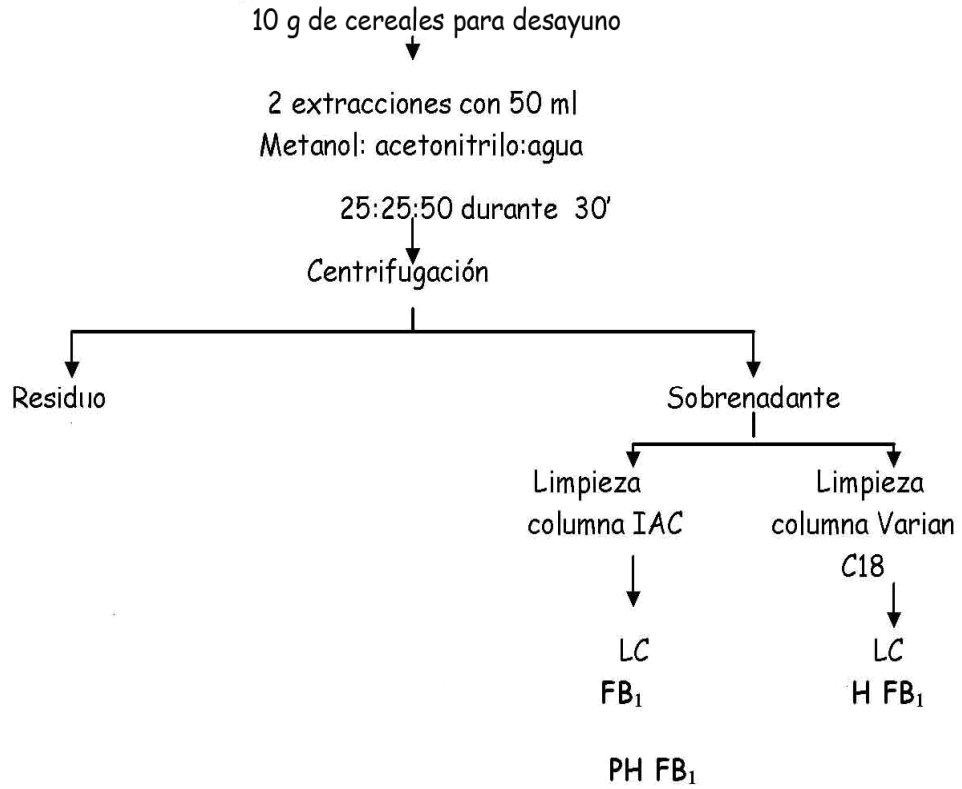 10 g de cereales para desayuno
2 extracciones con 50 ml
Metanol: acetonitrilo:agua
25:25:50 durante 30'
Centrifugación
Residuo
Sobrenadante
Limpieza
columna IAC
Limpieza
columna Varian
C18
LC
FB₁
LC
H FB₁
PH FB₁